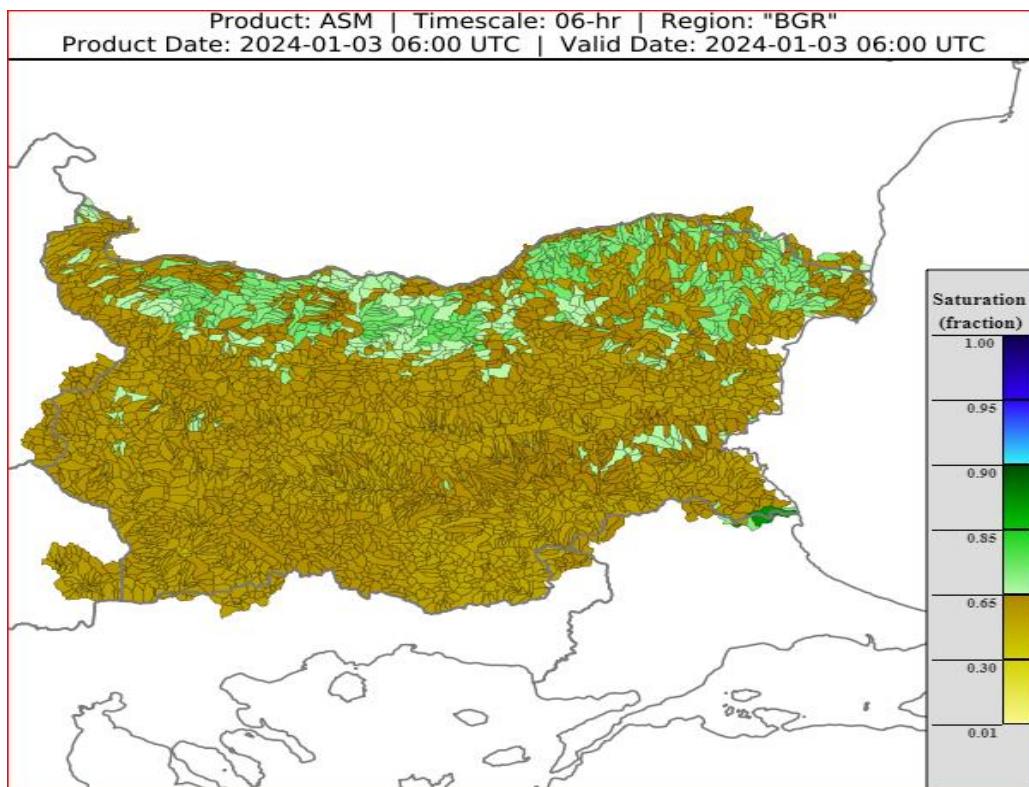 Product: ASM | Timescale: 06-hr | Region: "BGR"
Product Date: 2024-01-03 06:00 UTC | Valid Date: 2024-01-03 06:00 UTC
Saturation
(fraction)
1.00
0.95
0.90
0.85
0.65
0.30
0.01